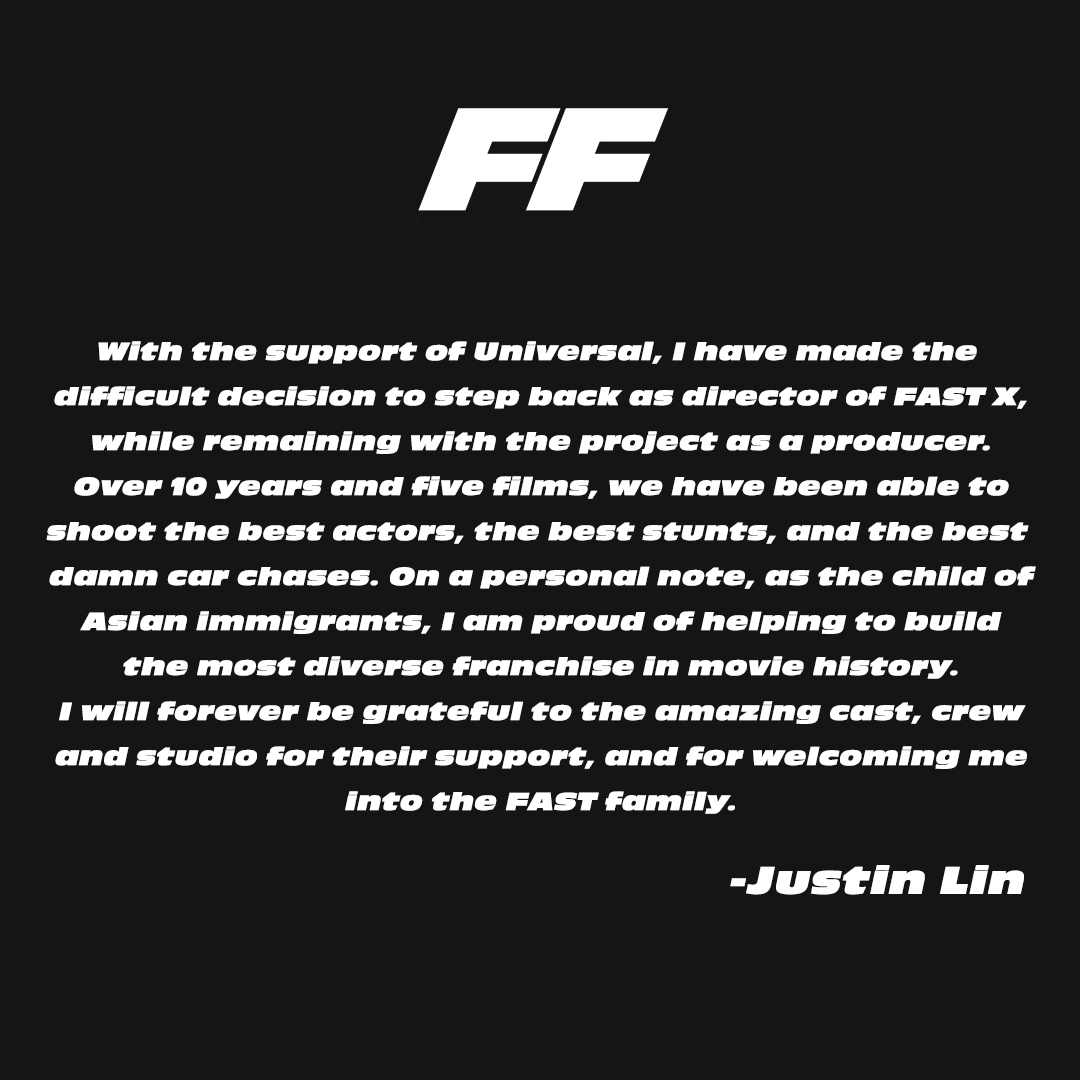 FF
With the support of Universal, I have made the
difficult decision to step back as director of FAST X,
while remaining with the project as a producer.
Over 10 years and five films, we have been able to
shoot the best actors, the best stunts, and the best
damn car chases. On a personal note, as the child of
Asian immigrants, I am proud of helping to build
the most diverse franchise in movie history.
I will forever be grateful to the amazing cast, crew
and studio for their support, and for welcoming me
into the FAST family.
-Justin Lin